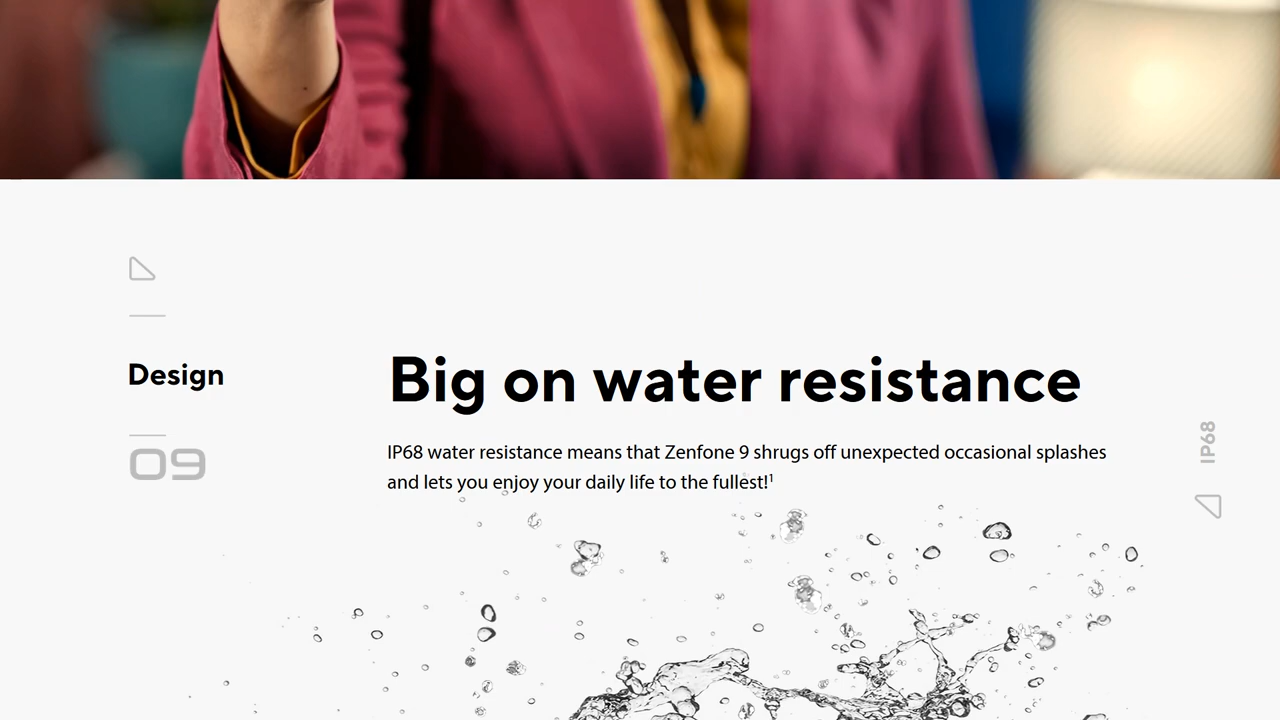 Design
09
Big on water resistance
IP68 water resistance means that Zenfone 9 shrugs off unexpected occasional splashes
and lets you enjoy your daily life to the fullest!¹
IP68